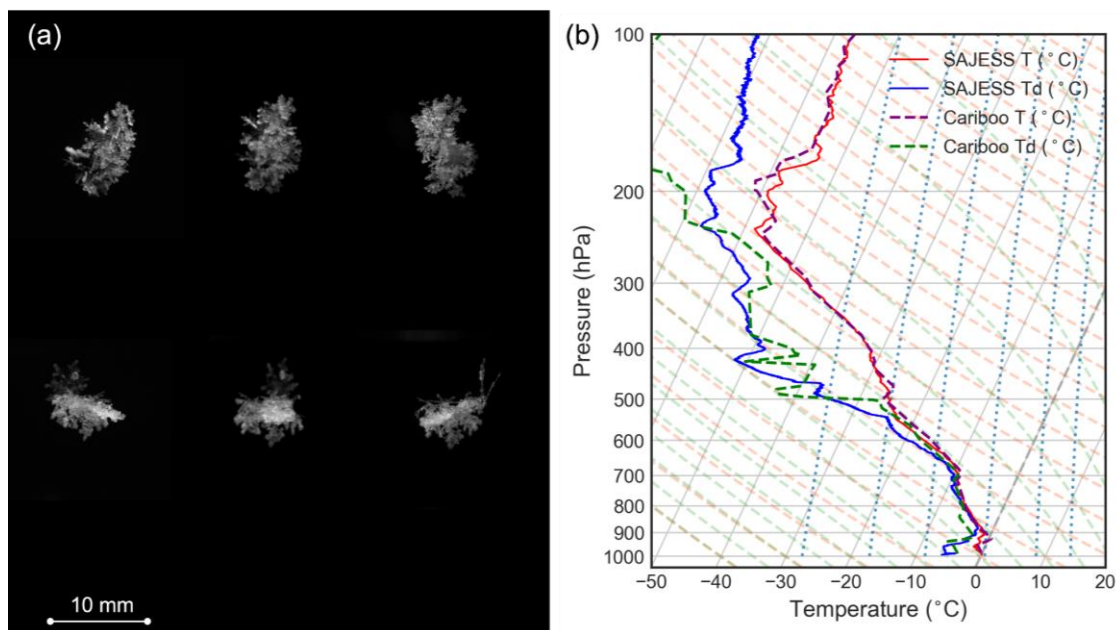 (a)
10 mm
(b)
Pressure (hPa)
100
200
300
400
500
600
700
800
900
1000
SAJESS T (°C)
SAJESS Td (°C)
Cariboo T (°C)
Cariboo Td (°C)
−50
−40
−30
−20
−10
0
10
20
Temperature (°C)